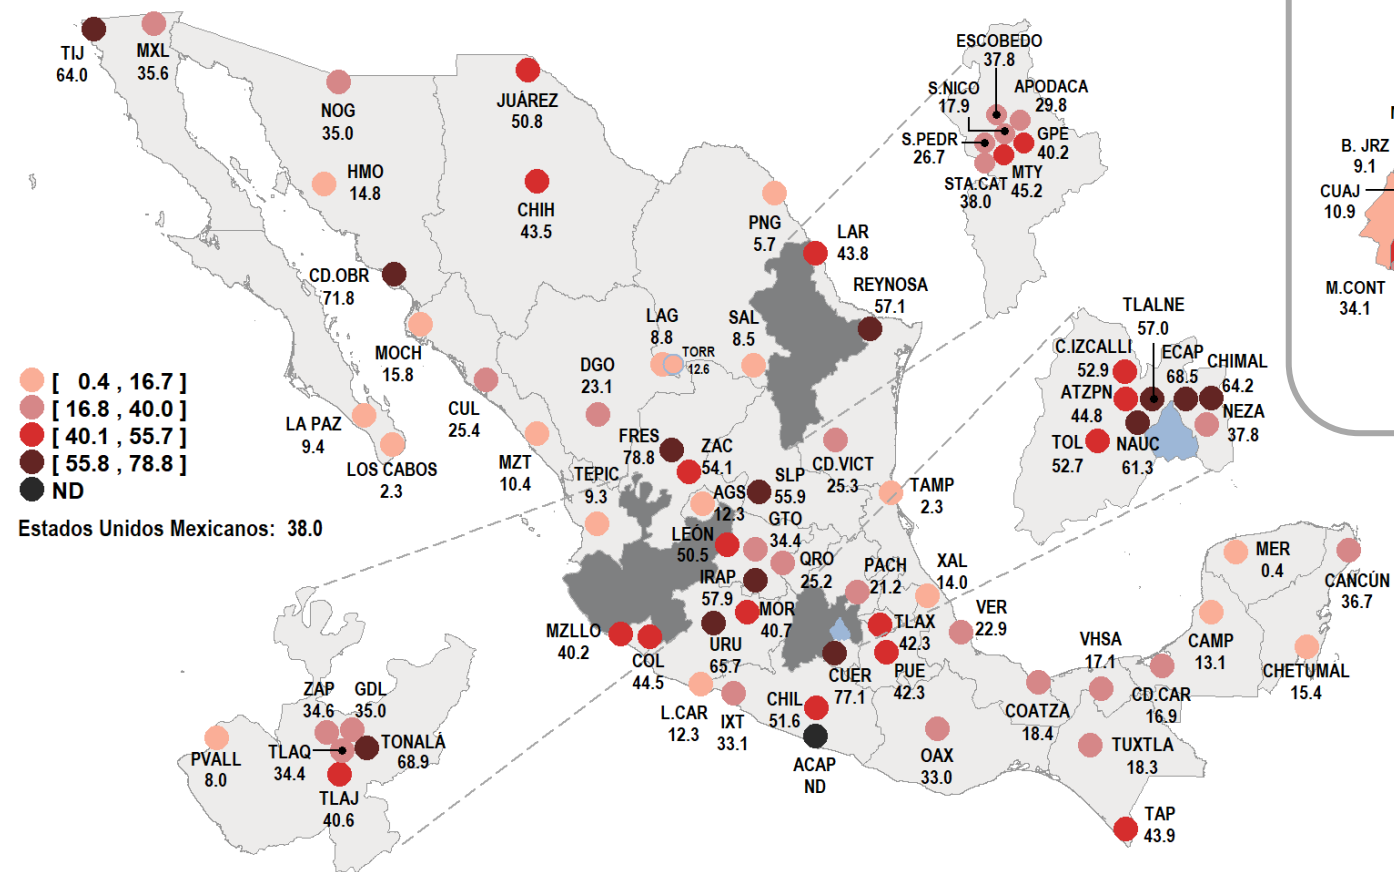 TIJ
64.0
MXL
35.6
NOG
35.0
HMO
14.8
JUÁREZ
50.8
CHIH
43.5
CD.OBR
71.8
MOCH
15.8
CUL
25.4
LA PAZ
9.4
LOS CABOS
2.3
MZT
10.4
DGO
23.1
LAG
8.8
TORR
12.6
SAL
8.5
PNG
5.7
LAR
43.8
REYNOSA
57.1
ESCOBEDO
37.8
S.NICO
17.9
APODACA
29.8
S.PEDR
26.7
GPE
40.2
MTY
45.2
STA.CAT
38.0
B. JRZ
9.1
CUAJ
10.9
M.CONT
34.1
TLALNE
57.0
C.IZCALLI
52.9
ECAP
68.5
CHIMAL
64.2
ATZPN
44.8
NEZA
37.8
TOL
52.7
NAUC
61.3
[ 0.4 , 16.7 ]
[ 16.8 , 40.0 ]
[ 40.1 , 55.7 ]
[ 55.8 , 78.8 ]
ND
Estados Unidos Mexicanos: 38.0
FRES
78.8
ZAC
54.1
TEPIC
9.3
AGS
12.3
SLP
55.9
CD.VICT
25.3
TAMP
2.3
LEÓN
50.5
GTO
34.4
QRO
25.2
IRAP
57.9
PACH
21.2
XAL
14.0
MOR
40.7
TLAX
42.3
VER
22.9
MZLLO
40.2
COL
44.5
URU
65.7
CUER
77.1
PUE
42.3
L.CAR
12.3
IXT
33.1
CHIL
51.6
ACAP
ND
OAX
33.0
COATZA
18.4
VHSA
17.1
CD.CAR
16.9
TUXTLA
18.3
TAP
43.9
MER
0.4
CANCÚN
36.7
CAMP
13.1
CHETUMAL
15.4
ZAP
34.6
GDL
35.0
PVALL
8.0
TLAQ
34.4
TONALÁ
68.9
TLAJ
40.6